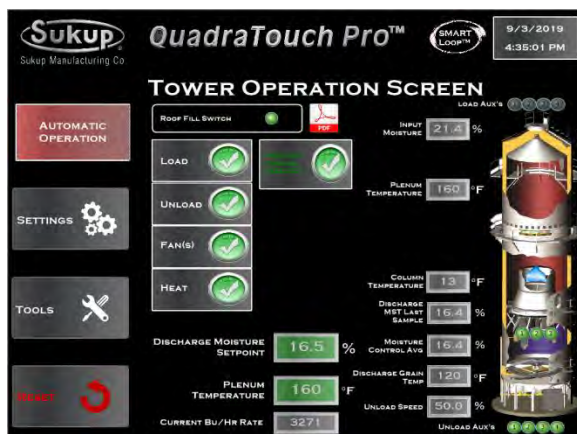 Sukup
Sukup Manufacturing Co
QuadraTouch Pro™
SMART
LOOP™
9/3/2019
4:35:01 PM
TOWER OPERATION SCREEN
LOAD AUX'S
AUTOMATIC
OPERATION
ROOF FILL SWITCH
PDF
INPUT
MOISTURE
21.4 %
LOAD
PLENUM
TEMPERATURE
160 °F
SETTINGS
UNLOAD
FAN(S)
HEAT
COLUMN
TEMPERATURE
13 °F
TOOLS
DISCHARGE
MST LAST
SAMPLE
16.4 %
DISCHARGE MOISTURE
SETPOINT
16.5 %
MOISTURE
CONTROL AVG
16.4 %
RESET
PLENUM
TEMPERATURE
160 °F
DISCHARGE GRAIN
TEMP
120 °F
CURRENT BU/HR RATE
3271
UNLOAD SPEED
50.0 %
UNLOAD AUX'S